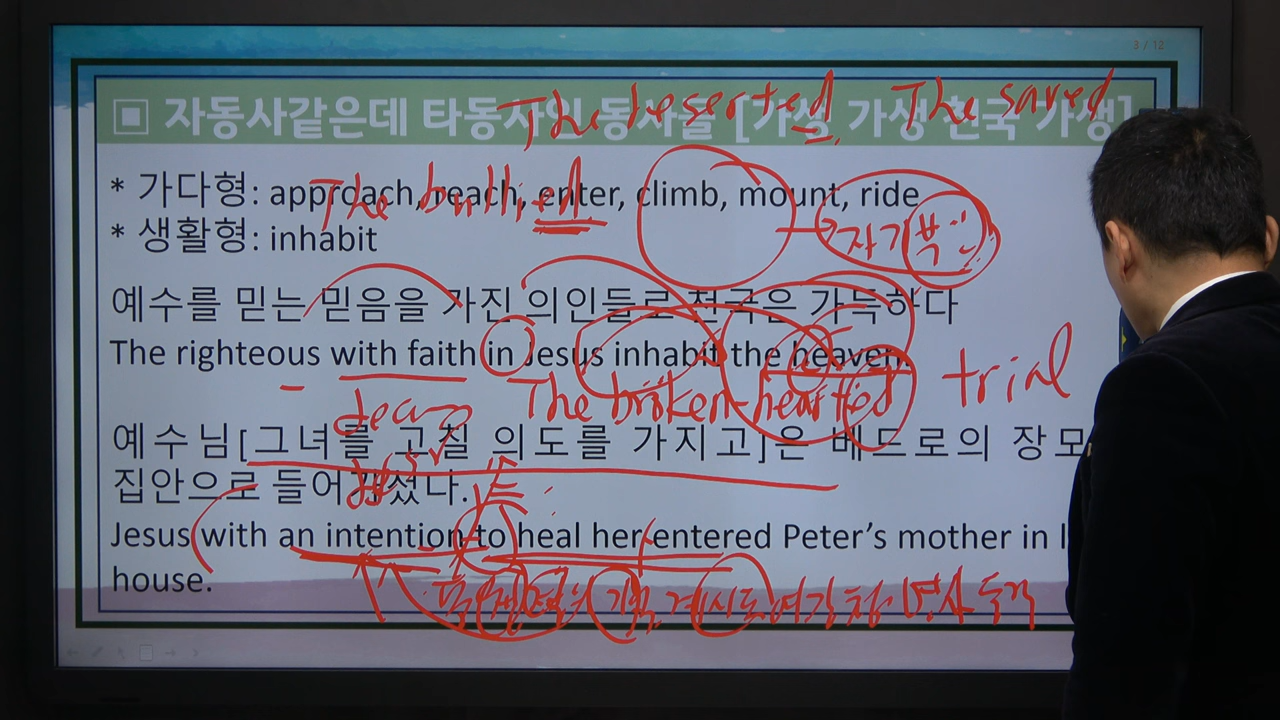 3 / 12
▣ 자동사같은데 타동사인 동사들 [가생 가생 천국 가생]
The deserted The saved
* 가다형: approach, reach, enter, climb, mount, ride
The bullied
* 생활형: inhabit
자기부인
예수를 믿는 믿음을 가진 의인들로 천국은 가득하다
The righteous with faith in Jesus inhabit the heaven.
The broken-hearted trial
예수님[그녀를 고칠 의도를 가지고]은 베드로의 장모
집안으로 들어가셨다.
Jesus with an intention to heal her entered Peter's mother in l
house.